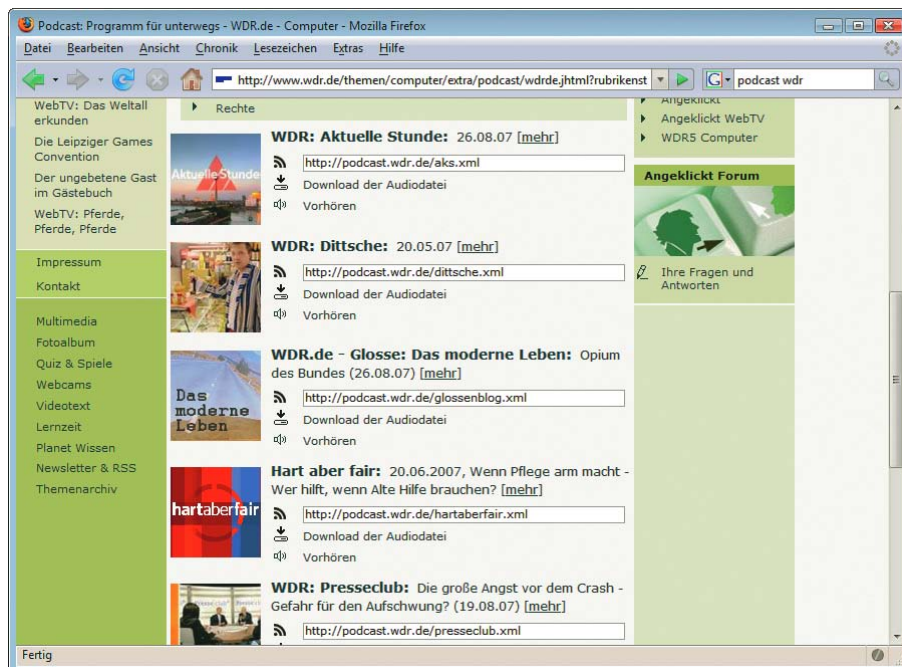 Podcast: Programm für unterwegs - WDR.de - Computer - Mozilla Firefox
Datei Bearbeiten Ansicht Chronik Lesezeichen Extras Hilfe
http://www.wdr.de/themen/computer/extra/podcast/wdrde.jhtml?rubrikenst
G podcast wdr
WebTV: Das Weltall
erkunden
Die Leipziger Games
Convention
Der ungebetene Gast
im Gästebuch
WebTV: Pferde,
Pferde, Pferde
Impressum
Kontakt
Multimedia
Fotoalbum
Quiz & Spiele
Webcams
Videotext
Lernzeit
Planet Wissen
Newsletter & RSS
Themenarchiv
Rechte
Aktuelle Stunde
WDR: Aktuelle Stunde: 26.08.07 [mehr]
http://podcast.wdr.de/aks.xml
Download der Audiodatei
Vorhören
WDR: Dittsche: 20.05.07 [mehr]
http://podcast.wdr.de/dittsche.xml
Download der Audiodatei
Vorhören
Das
moderne
Leben
WDR.de - Glosse: Das moderne Leben: Opium
des Bundes (26.08.07) [mehr]
http://podcast.wdr.de/glossenblog.xml
Download der Audiodatei
Vorhören
hartaberfair
Hart aber fair: 20.06.2007, Wenn Pflege arm macht -
Wer hilft, wenn Alte Hilfe brauchen? [mehr]
http://podcast.wdr.de/hartaberfair.xml
Download der Audiodatei
Vorhören
WDR: Presseclub: Die große Angst vor dem Crash -
Gefahr für den Aufschwung? (19.08.07) [mehr]
http://podcast.wdr.de/presseclub.xml
Angeklickt
Angeklickt WebTV
WDR5 Computer
Angeklickt Forum
Ihre Fragen und
Antworten
Fertig